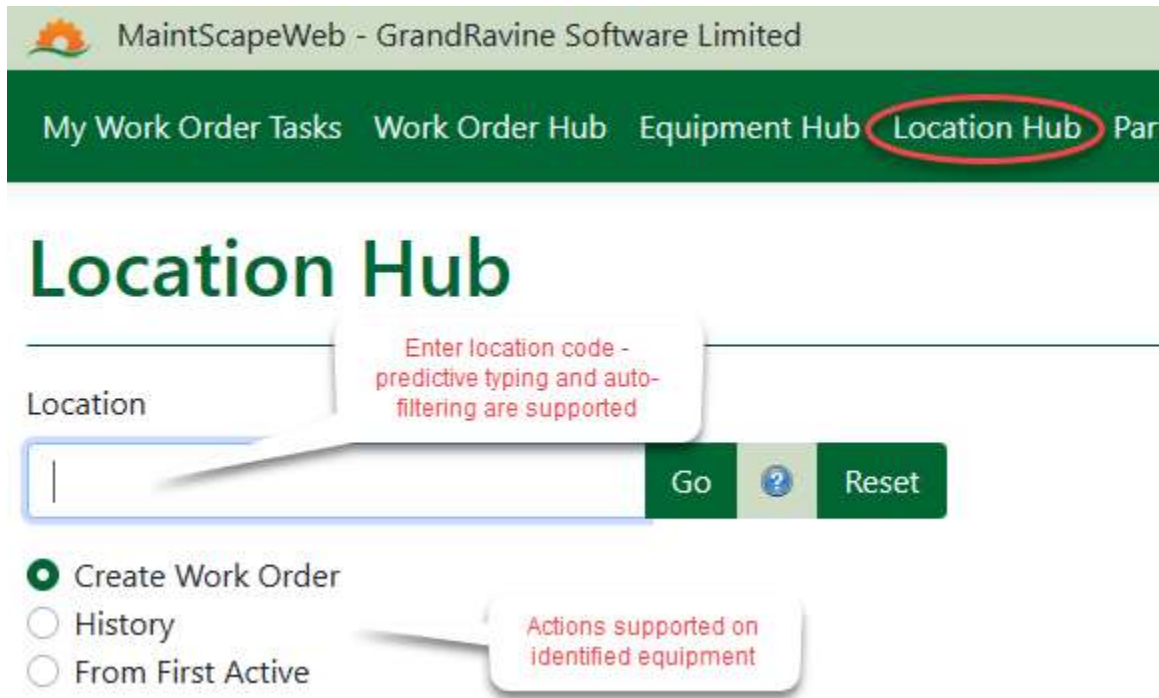 MaintScapeWeb - GrandRavine Software Limited
My Work Order Tasks Work Order Hub Equipment Hub Location Hub Par
Location Hub
Enter location code -
predictive typing and auto-
filtering are supported
Location
Go ? Reset
Create Work Order
History
From First Active
Actions supported on
identified equipment